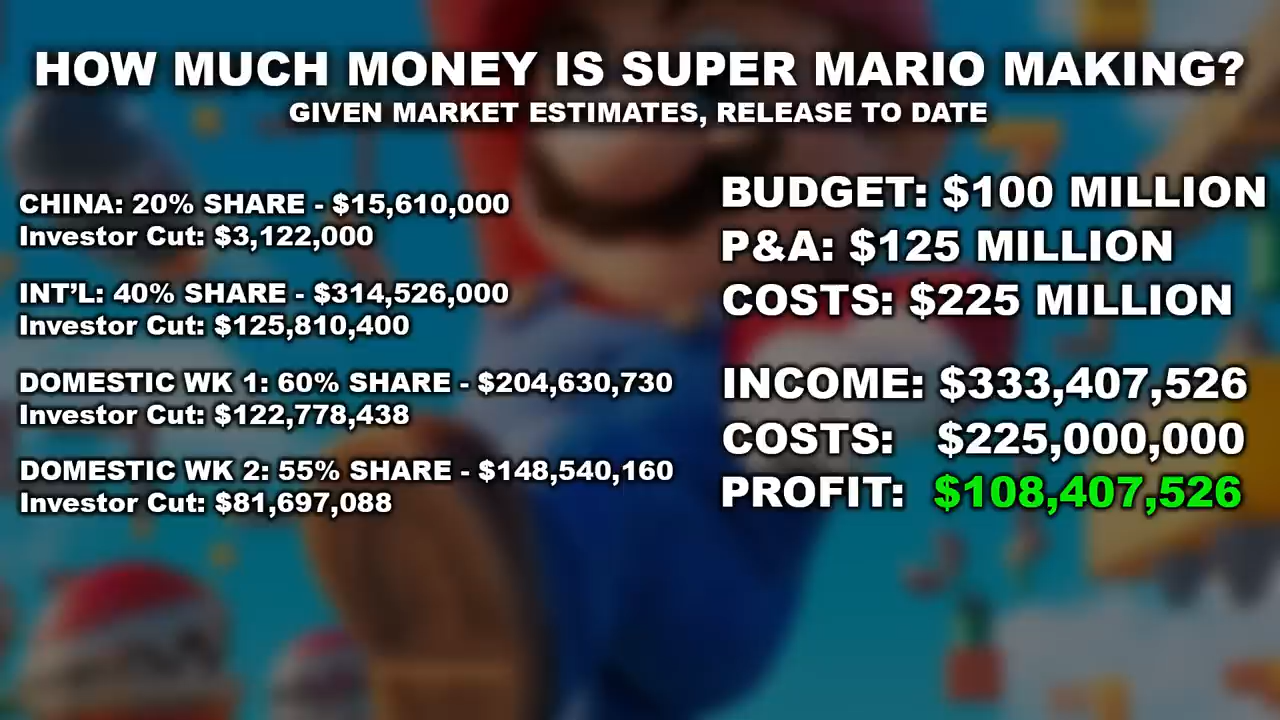 HOW MUCH MONEY IS SUPER MARIO MAKING?
GIVEN MARKET ESTIMATES, RELEASE TO DATE
CHINA: 20% SHARE - $15,610,000
Investor Cut: $3,122,000
INT'L: 40% SHARE - $314,526,000
Investor Cut: $125,810,400
DOMESTIC WK 1: 60% SHARE - $204,630,730
Investor Cut: $122,778,438
DOMESTIC WK 2: 55% SHARE - $148,540,160
Investor Cut: $81,697,088
BUDGET: $100 MILLION
P&A: $125 MILLION
COSTS: $225 MILLION
INCOME: $333,407,526
COSTS: $225,000,000
PROFIT: $108,407,526